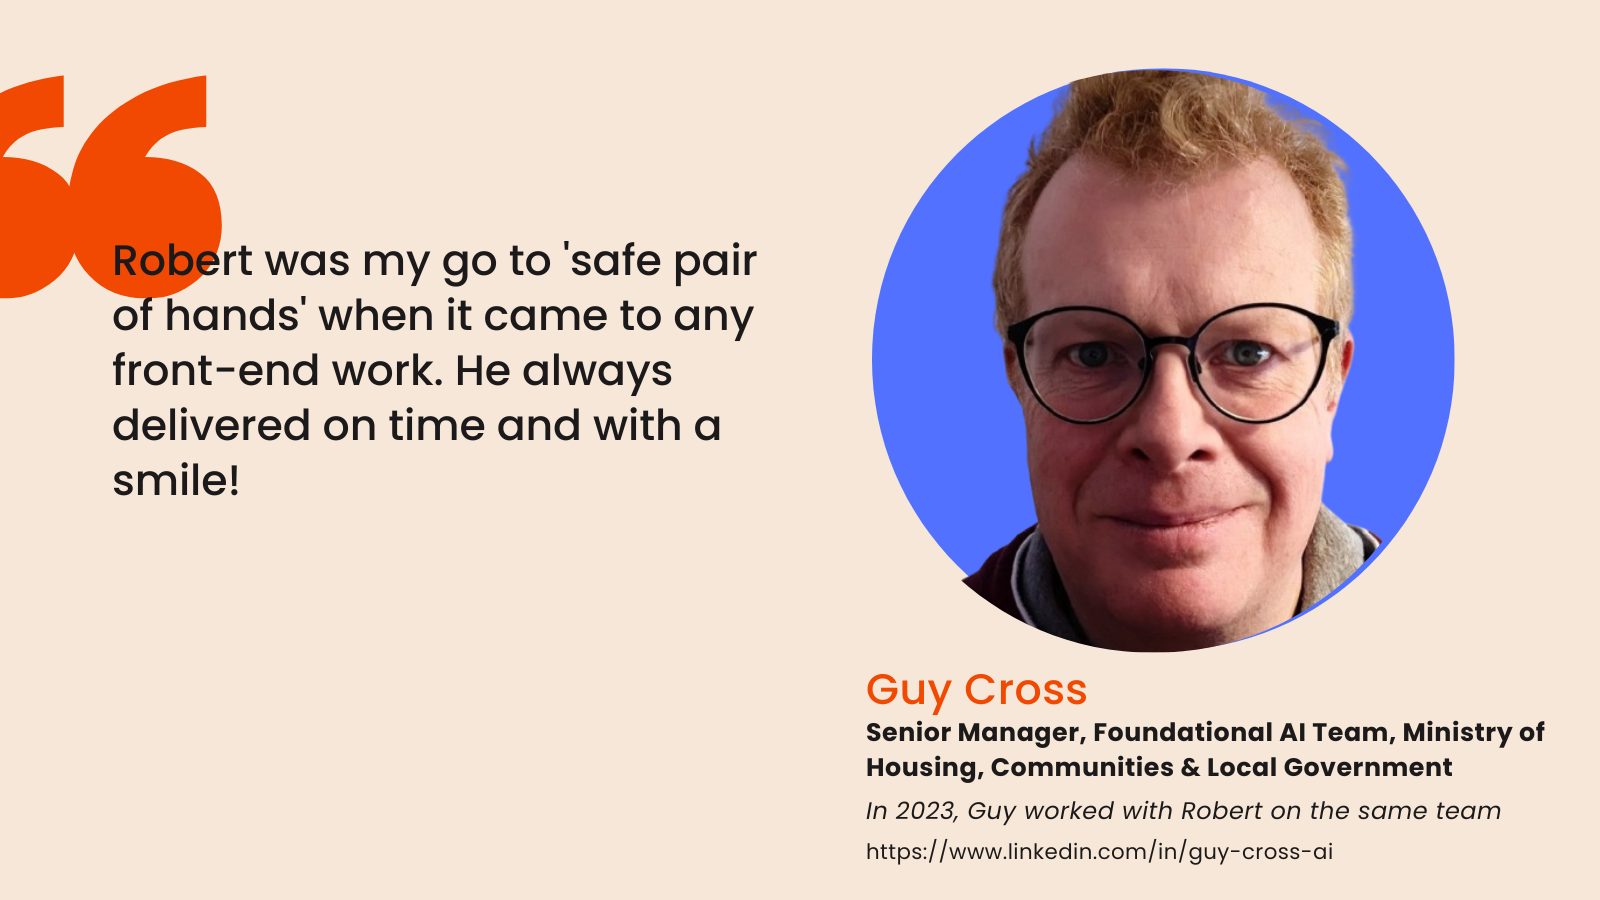 Robert was my go to 'safe pair
of hands' when it came to any
front-end work. He always
delivered on time and with a
smile!
Guy Cross
Senior Manager, Foundational AI Team, Ministry of
Housing, Communities & Local Government
In 2023, Guy worked with Robert on the same team
https://www.linkedin.com/in/guy-cross-ai